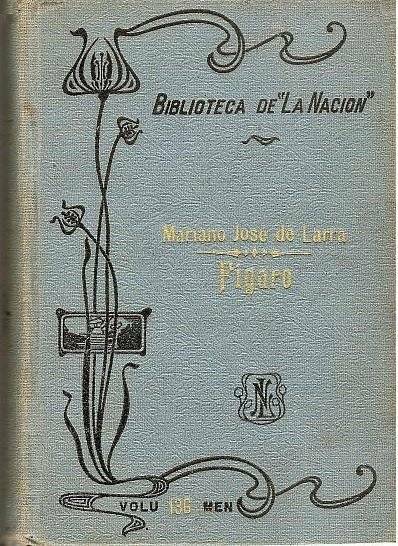 BIBLIOTECA DE "LA NACION"
Mariano José de Larra
Fígaro
N
VOLU 136 MEN